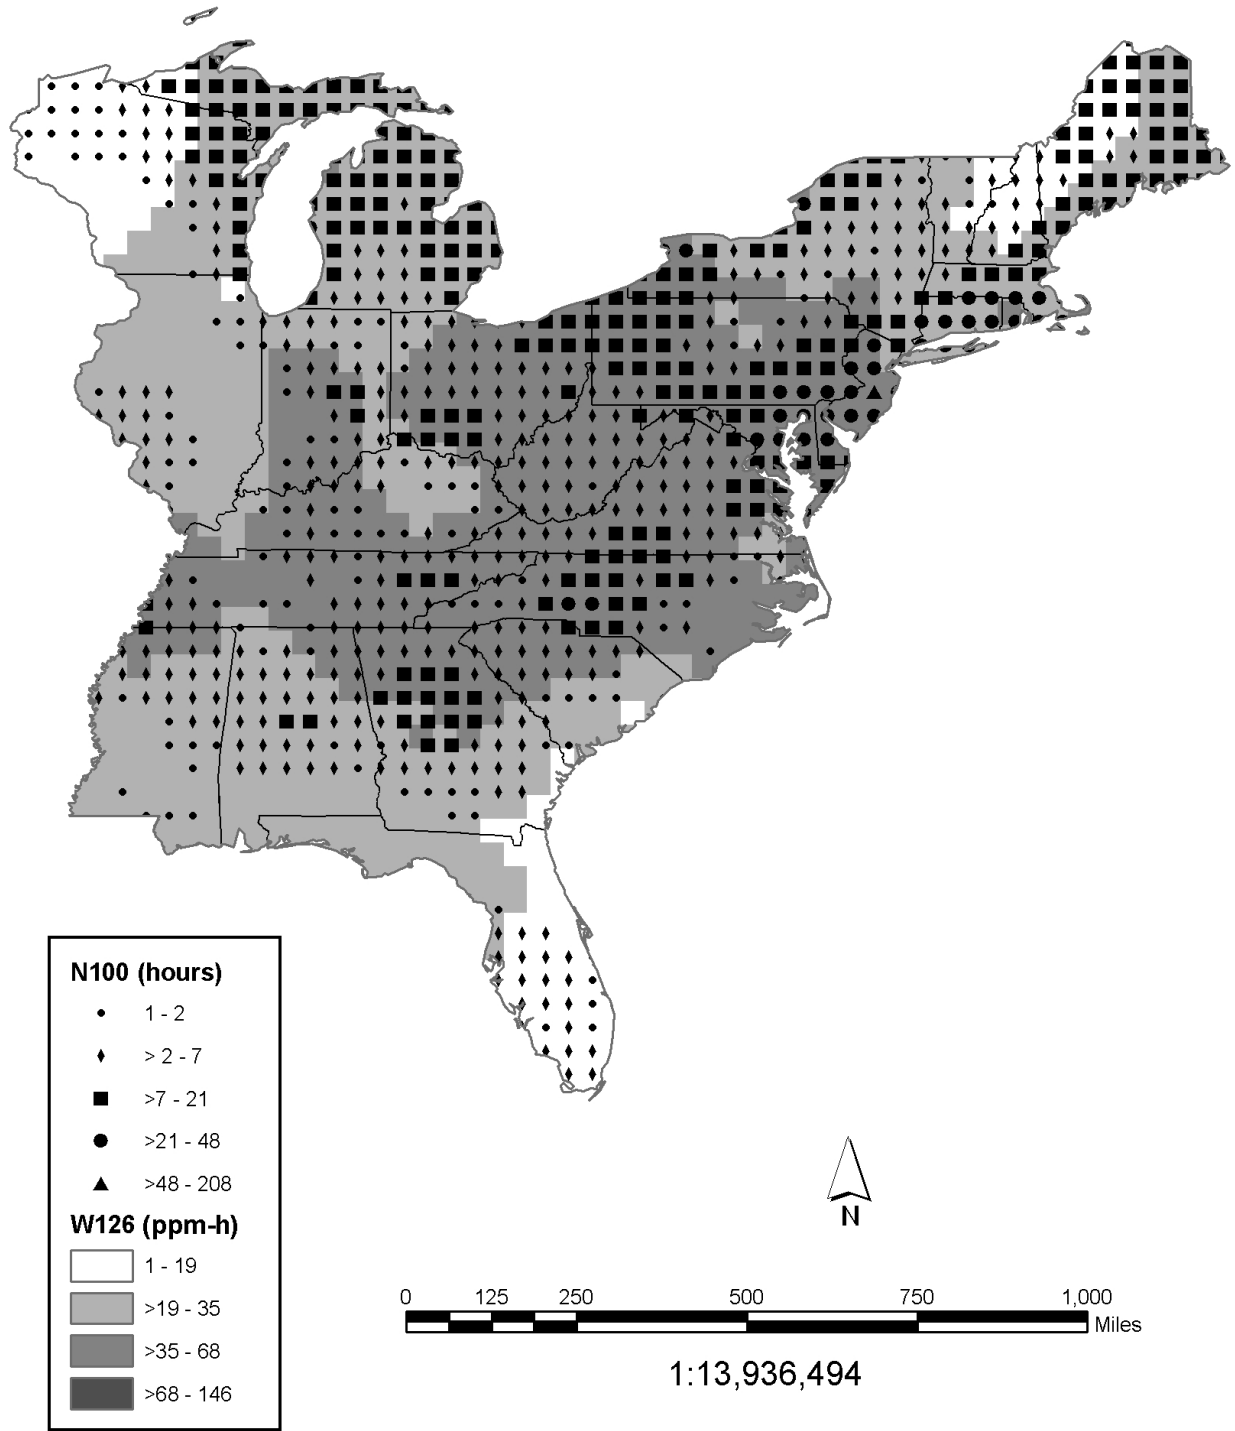 N100 (hours)
1 - 2
> 2 - 7
>7 - 21
>21 - 48
>48 - 208
W126 (ppm-h)
1 - 19
>19 - 35
>35 - 68
>68 - 146
N
0 125 250 500 750 1,000
Miles
1:13,936,494